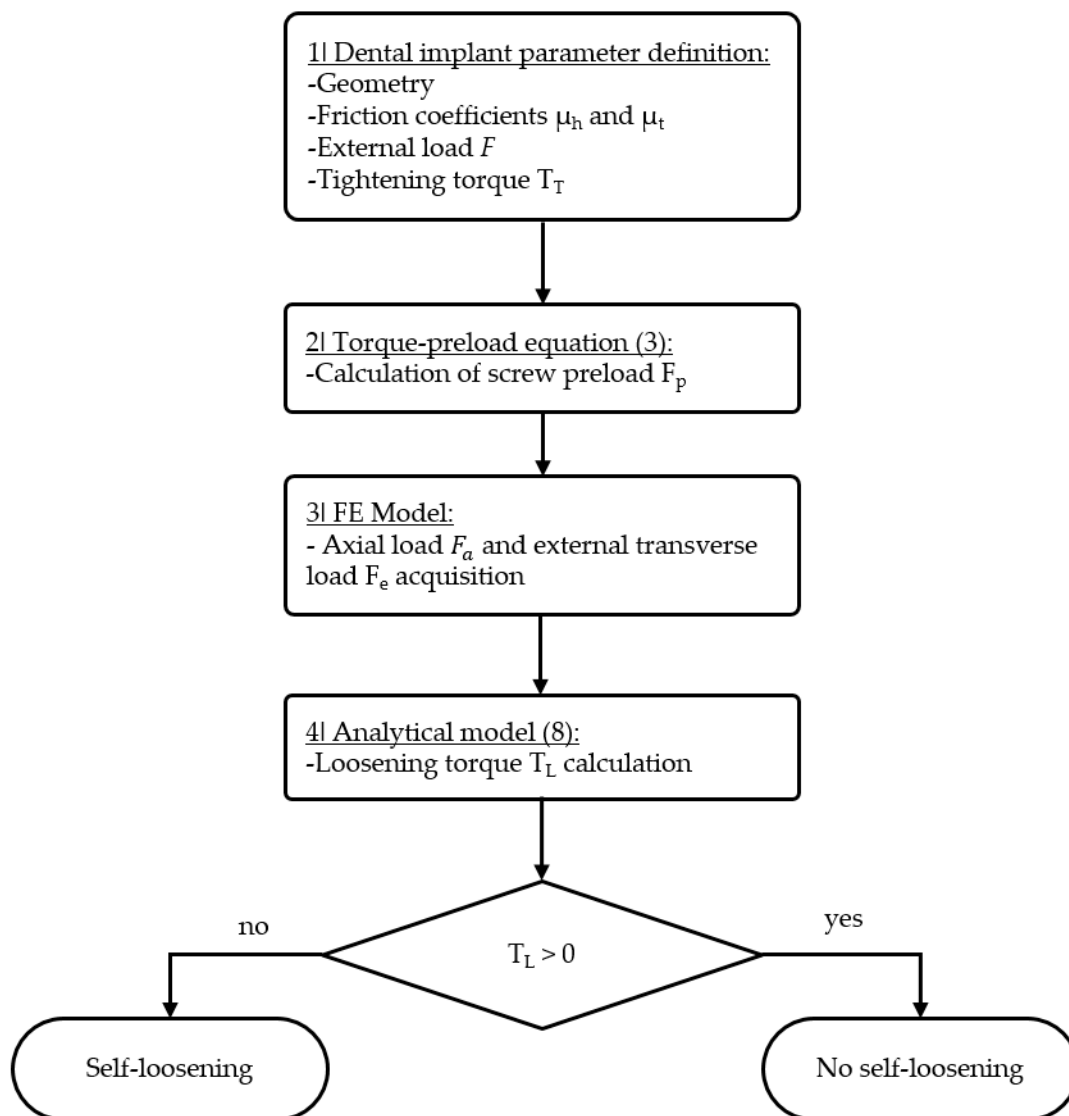 1| Dental implant parameter definition:
-Geometry
-Friction coefficients μh and μt
-External load F
-Tightening torque TT
2| Torque-preload equation (3):
-Calculation of screw preload Fp
3| FE Model:
- Axial load Fa and external transverse
load Fe acquisition
4| Analytical model (8):
-Loosening torque TL calculation
no
yes
TL > 0
Self-loosening
No self-loosening